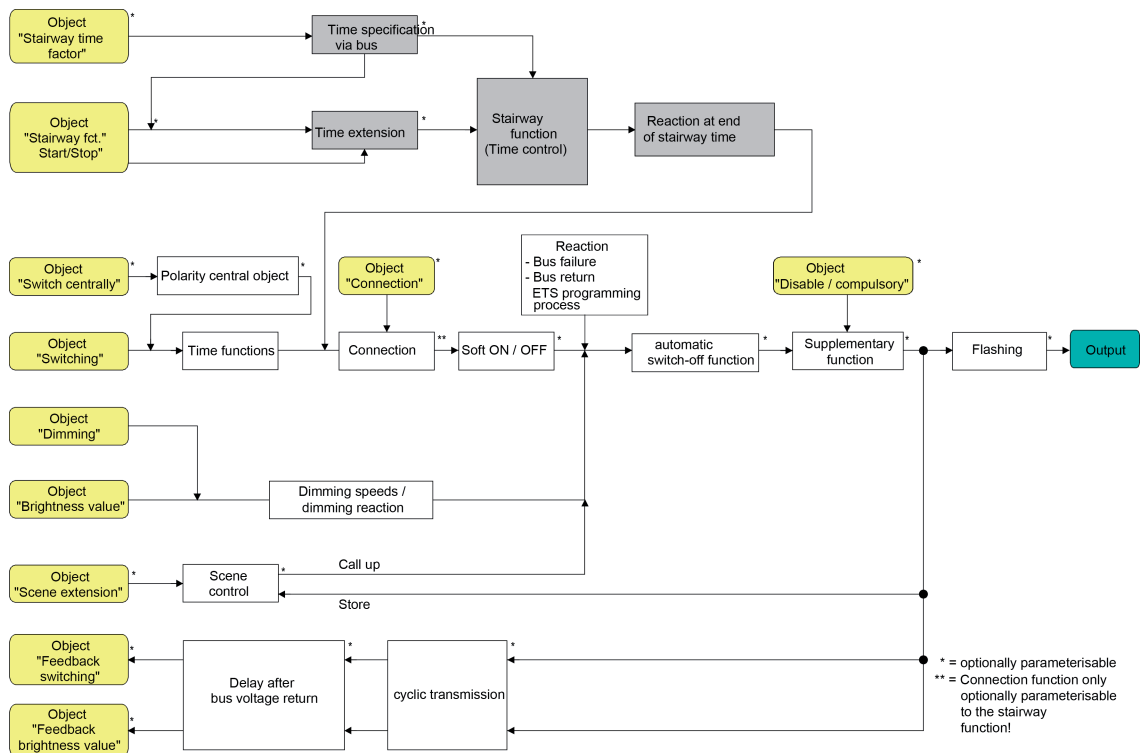 Object
"Stairway time
factor"
*
Time specification
via bus
*
Object
"Stairway fct."
Start/Stop"
*
Time extension
*
Stairway
function
(Time control)
Reaction at end
of stairway time
Object
"Switch centrally"
*
Polarity central object
*
Object
"Connection"
*
Reaction
- Bus failure
- Bus return
ETS programming
process
Object
"Disable / compulsory"
*
Object
"Switching"
*
Time functions
Connection
**
Soft ON / OFF
*
automatic
switch-off function
*
Supplementary
function
*
Flashing
*
Output
Object
"Dimming"
Object
"Brightness value"
Dimming speeds /
dimming reaction
Object
"Scene extension"
*
Scene
control
*
Call up
Store
Object
"Feedback
switching"
*
Delay after
bus voltage return
*
cyclic transmission
*
Object
"Feedback
brightness value"
*
* = optionally parameterisable
** = Connection function only
optionally parameterisable
to the stairway
function!